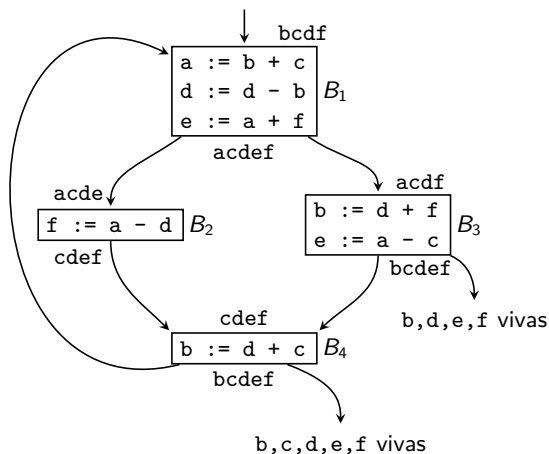 bcdf
a := b + c
d := d - b
e := a + f
B1
acdef
acde
f := a - d
B2
cdef
acdf
b := d + f
e := a - c
B3
bcdef
b,d,e,f vivas
cdef
b := d + c
B4
bcdef
b,c,d,e,f vivas